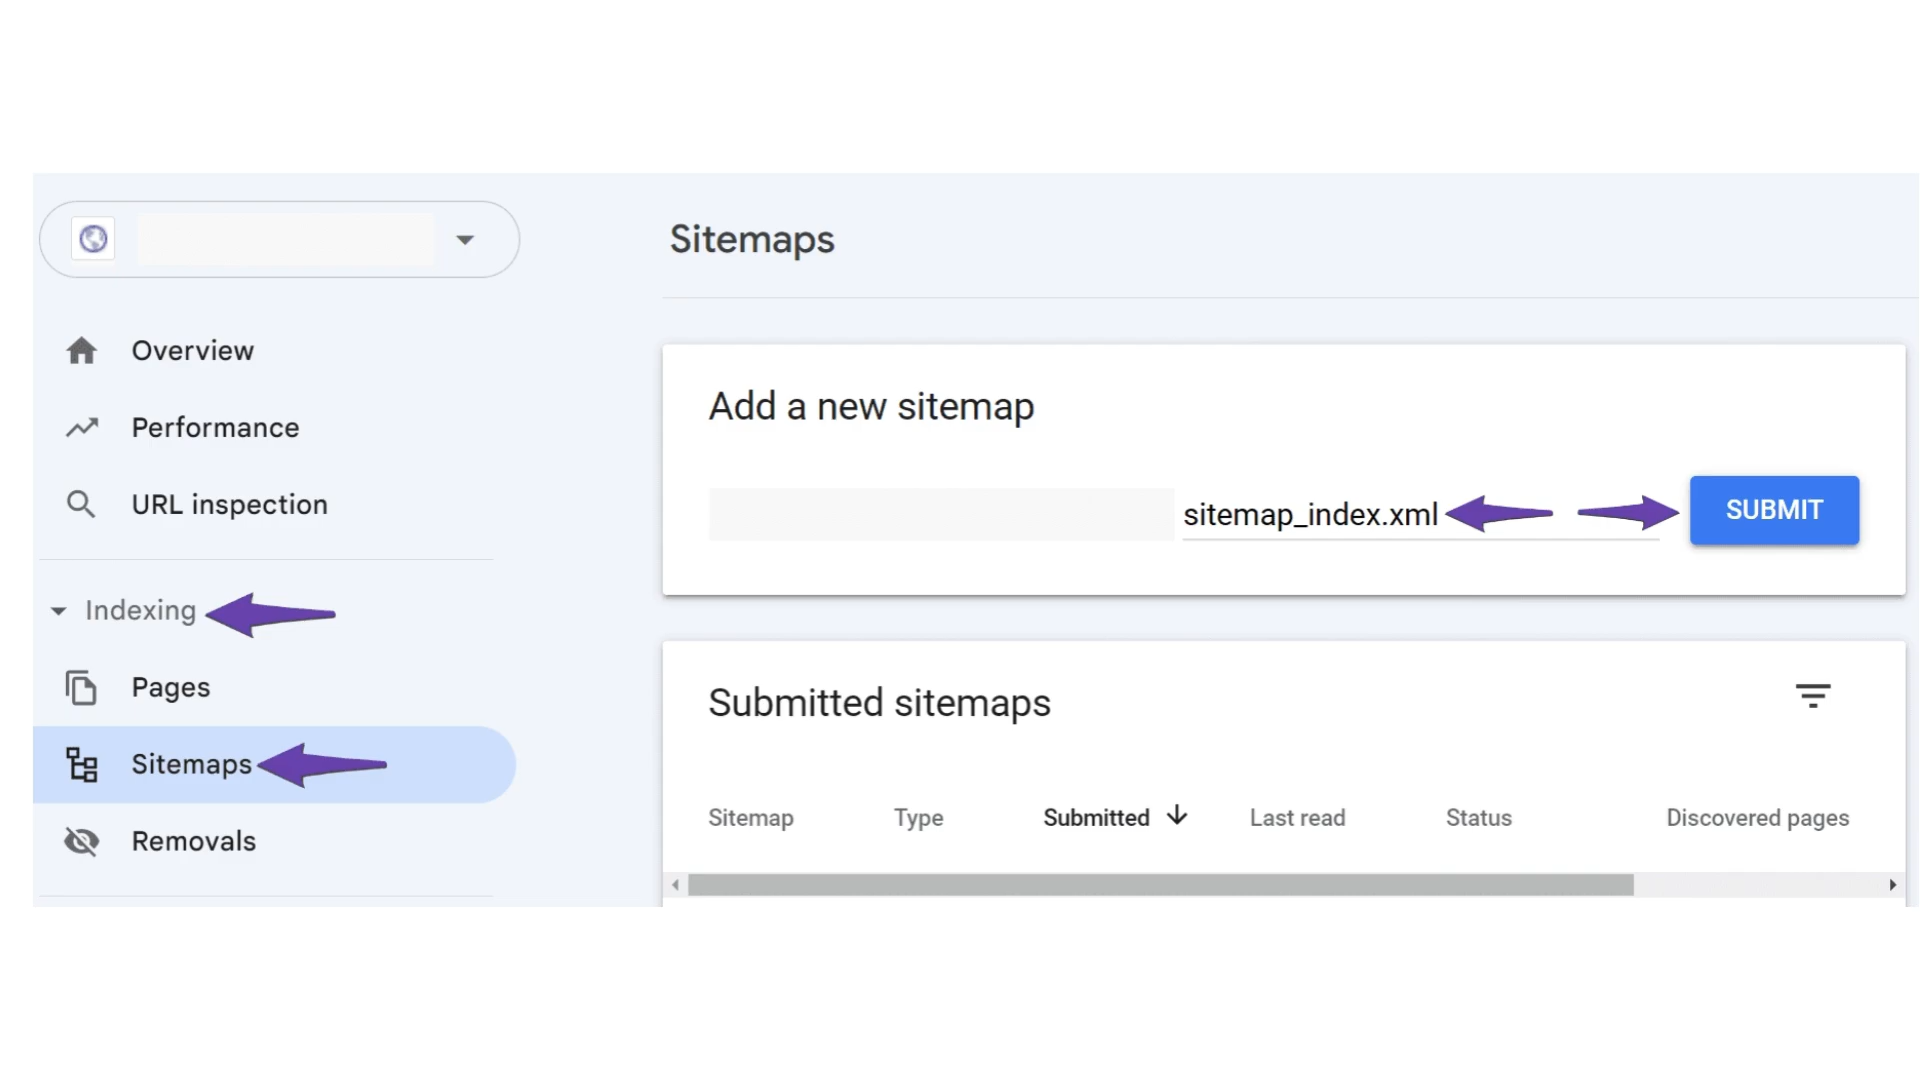 Sitemaps
Overview
Performance
URL inspection
Indexing
Pages
Sitemaps
Removals
Add a new sitemap
sitemap_index.xml
SUBMIT
Submitted sitemaps
Sitemap Type Submitted Last read Status Discovered pages